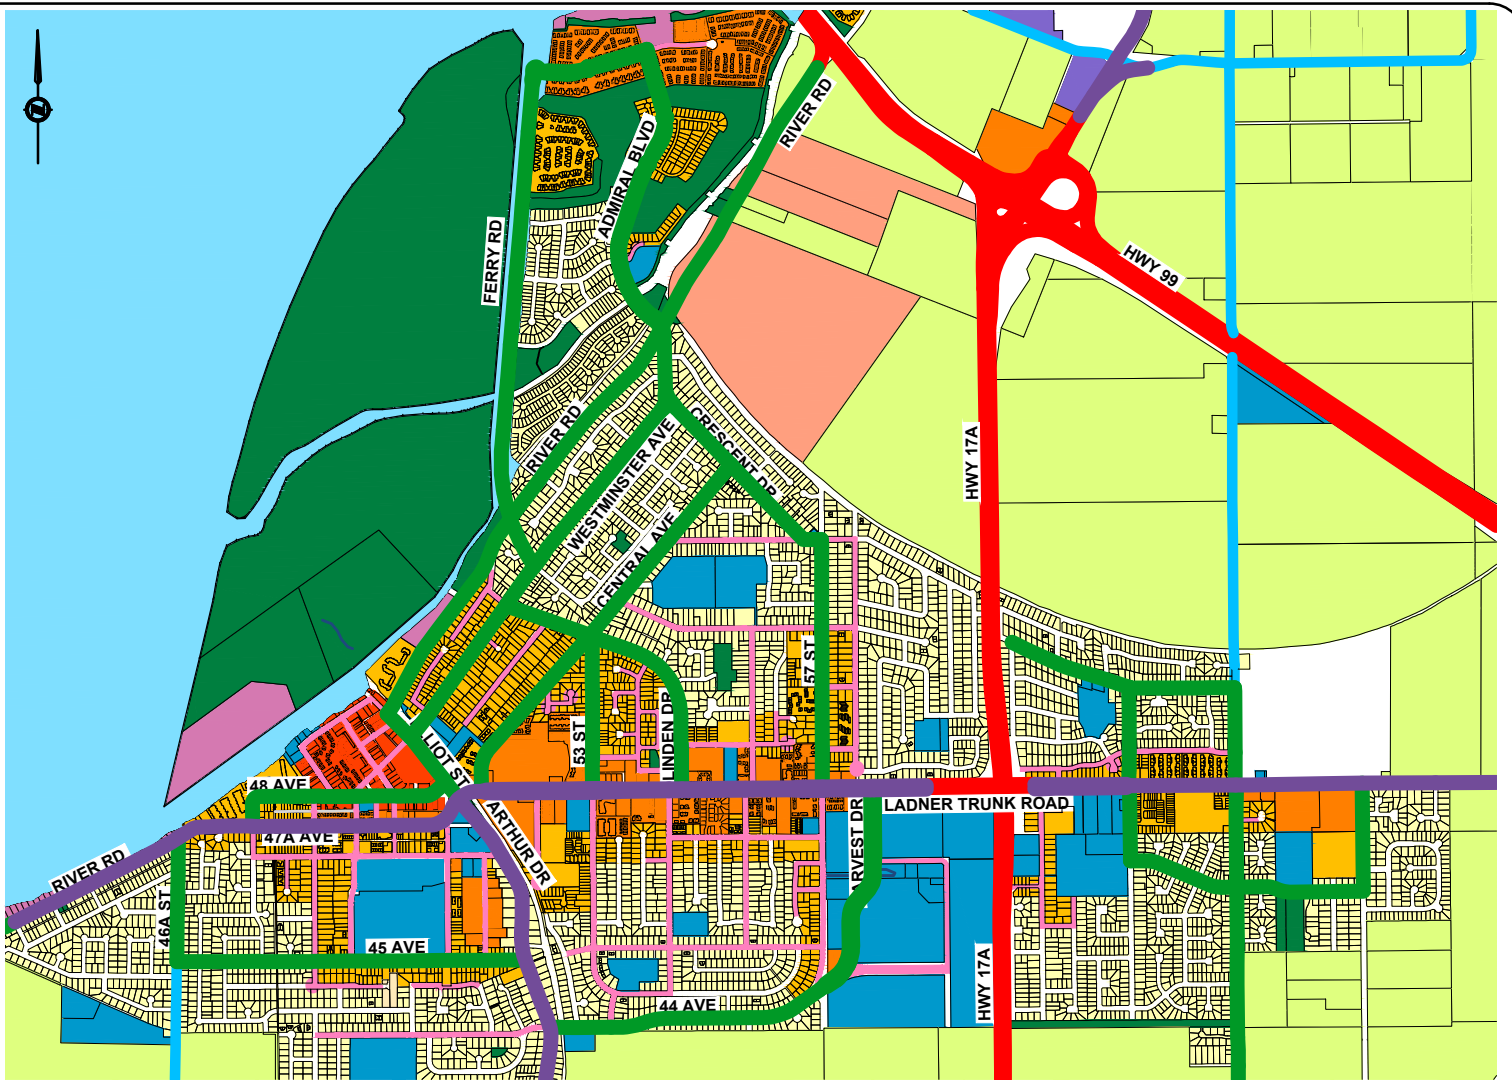 RIVER RD
ADMIRAL BLVD
FERRY RD
HWY 99
RIVER RD
WESTMINSTER AVE
CRESCENT DR
HWY 17A
CENTRAL AVE
57 ST
LINDEN DR
53 ST
LIOT ST
48 AVE
LADNER TRUNK ROAD
47A AVE
ARTHUR DR
ARVEST DR
RIVER RD
46A ST
45 AVE
HWY 17A
44 AVE